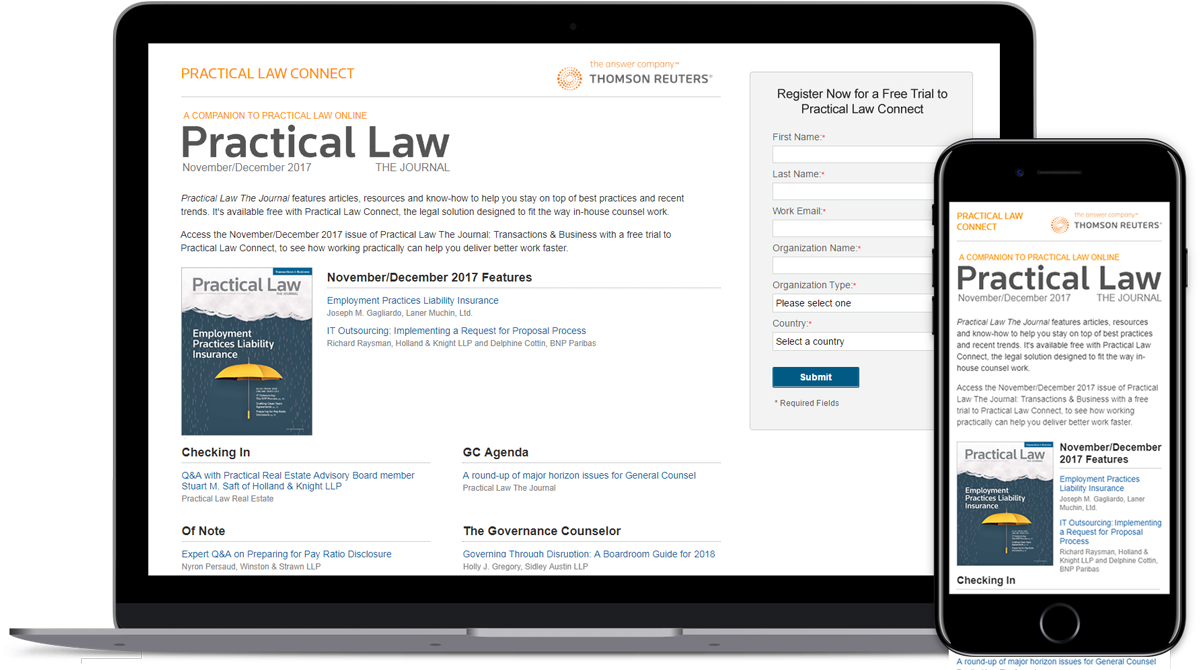 PRACTICAL LAW CONNECT
the answer company™
THOMSON REUTERS®
A COMPANION TO PRACTICAL LAW ONLINE
Practical Law
November/December 2017 THE JOURNAL
Practical Law The Journal features articles, resources and know-how to help you stay on top of best practices and recent
trends. It's available free with Practical Law Connect, the legal solution designed to fit the way in-house counsel work.
Access the November/December 2017 issue of Practical Law The Journal: Transactions & Business with a free trial to
Practical Law Connect, to see how working practically can help you deliver better work faster.
Transactions & Business
Practical Law
THE JOURNAL
Employment
Practices Liability
Insurance
November/December 2017 Features
Employment Practices Liability Insurance
Joseph M. Gagliardo, Laner Muchin, Ltd.
IT Outsourcing: Implementing a Request for Proposal Process
Richard Raysman, Holland & Knight LLP and Delphine Cottin, BNP Paribas
Checking In
Q&A with Practical Real Estate Advisory Board member
Stuart M. Saft of Holland & Knight LLP
Practical Law Real Estate
GC Agenda
A round-up of major horizon issues for General Counsel
Practical Law The Journal
Of Note
Expert Q&A on Preparing for Pay Ratio Disclosure
Nyron Persaud, Winston & Strawn LLP
The Governance Counselor
Governing Through Disruption: A Boardroom Guide for 2018
Holly J. Gregory, Sidley Austin LLP
Register Now for a Free Trial to
Practical Law Connect
First Name:*
Last Name:*
Work Email:*
Organization Name:*
Organization Type:*
Please select one
Country:*
Select a country
Submit
* Required Fields
PRACTICAL LAW
CONNECT
the answer company™
THOMSON REUTERS®
A COMPANION TO PRACTICAL LAW ONLINE
Practical Law
November/December 2017 THE JOURNAL
Practical Law The Journal features articles, resources
and know-how to help you stay on top of best practices
and recent trends. It's available free with Practical Law
Connect, the legal solution designed to fit the way in-
house counsel work.
Access the November/December 2017 issue of Practical
Law The Journal: Transactions & Business with a free
trial to Practical Law Connect, to see how working
practically can help you deliver better work faster.
Practical Law
THE JOURNAL
Employment
Practices Liability
Insurance
November/December
2017 Features
Employment Practices
Liability Insurance
Joseph M. Gagliardo, Laner
Muchin, Ltd.
IT Outsourcing: Implementing
a Request for Proposal
Process
Richard Raysman, Holland &
Knight LLP and Delphine Cottin,
BNP Paribas
Checking In
A round-up of major horizon issues for General Counsel